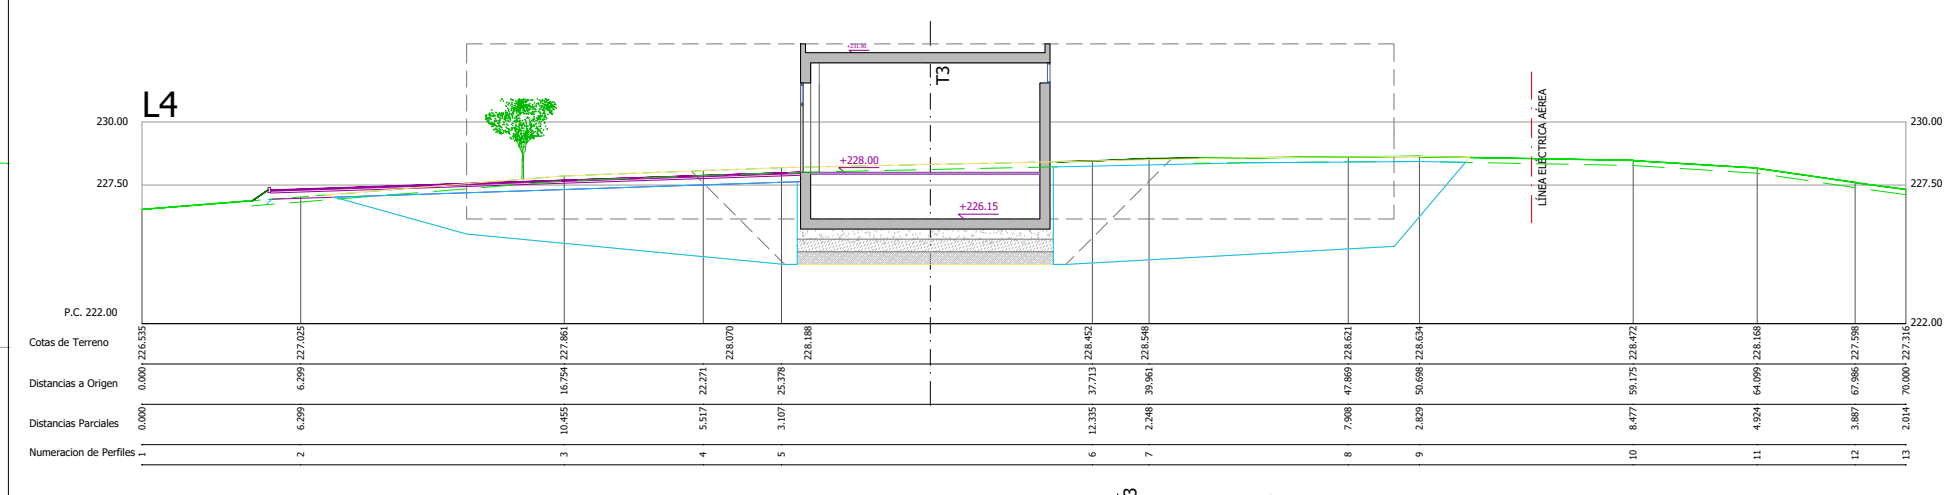 +231.90
T3
L4
230.00
230.00
LÍNEA ELÉCTRICA AÉREA
+228.00
227.50
227.50
+226.15
P.C. 222.00
222.00
Cotas de Terreno 226.535 227.025 227.861 228.070 228.188 228.452 228.548 228.621 228.634 228.472 228.168 227.598 227.316
Distancias a Origen 0.000 6.299 16.754 22.271 25.378 37.713 39.961 47.869 50.698 59.175 64.099 67.986 70.000
Distancias Parciales 0.000 6.299 10.455 5.517 3.107 12.335 2.248 7.908 2.829 8.477 4.924 3.887 2.014
Numeracion de Perfiles 1 2 3 4 5 6 7 8 9 10 11 12 13